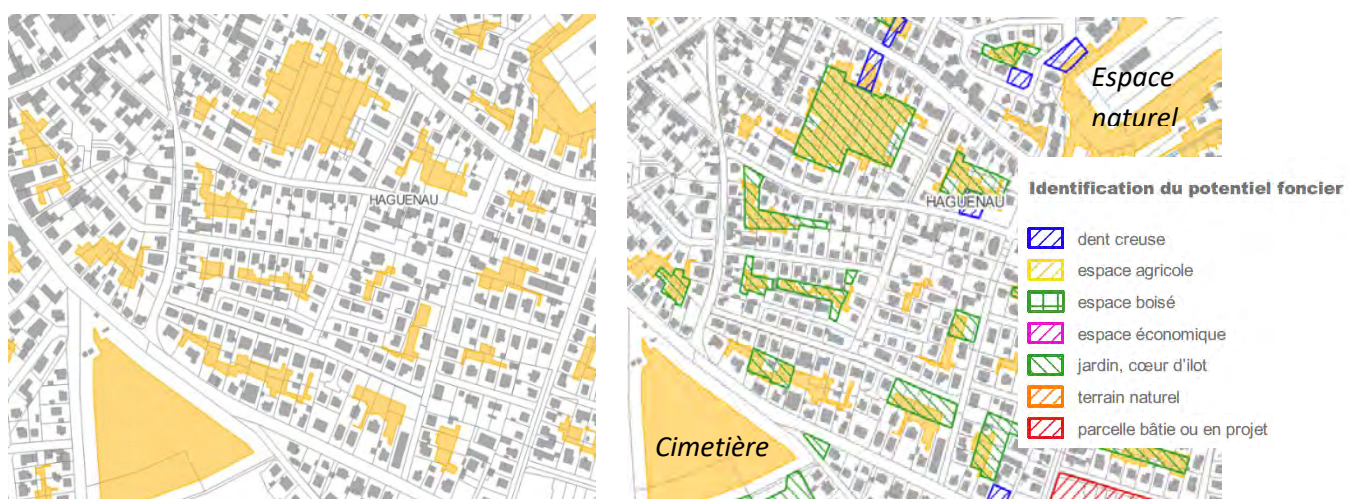 HAGUENAU
Espace
naturel
Identification du potentiel foncier
HAGUENAU
dent creuse
espace agricole
espace boisé
espace économique
jardin, cœur d'ilot
terrain naturel
parcelle bâtie ou en projet
Cimetière